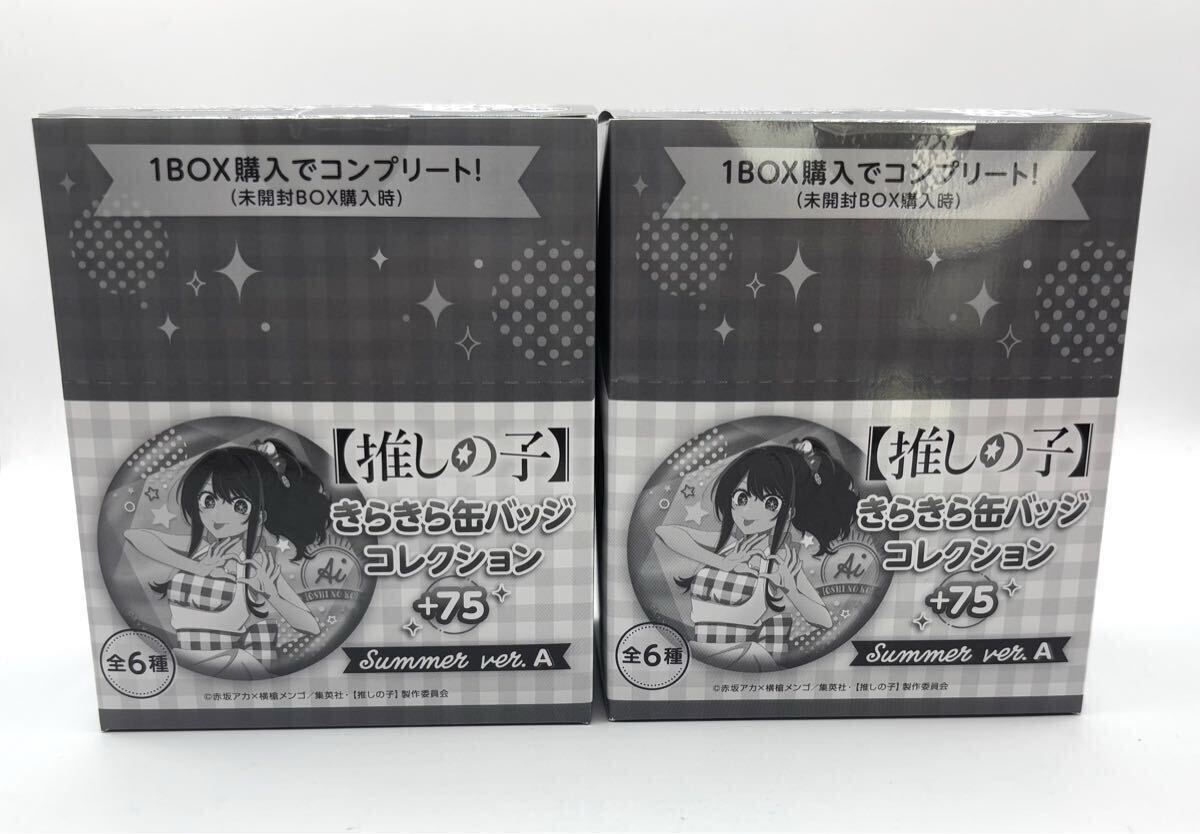 1BOX購入でコンプリート!
(未開封BOX購入時)
【推しの子】
きらきら缶バッジ
コレクション
+75
Ai
OSHI NO KO
全6種
Summer ver. A
©赤坂アカ×横槍メンゴ/集英社・【推しの子】製作委員会
1BOX購入でコンプリート!
(未開封BOX購入時)
【推しの子】
きらきら缶バッジ
コレクション
+75
Ai
OSHI NO KO
全6種
Summer ver. A
©赤坂アカ×横槍メンゴ/集英社・【推しの子】製作委員会